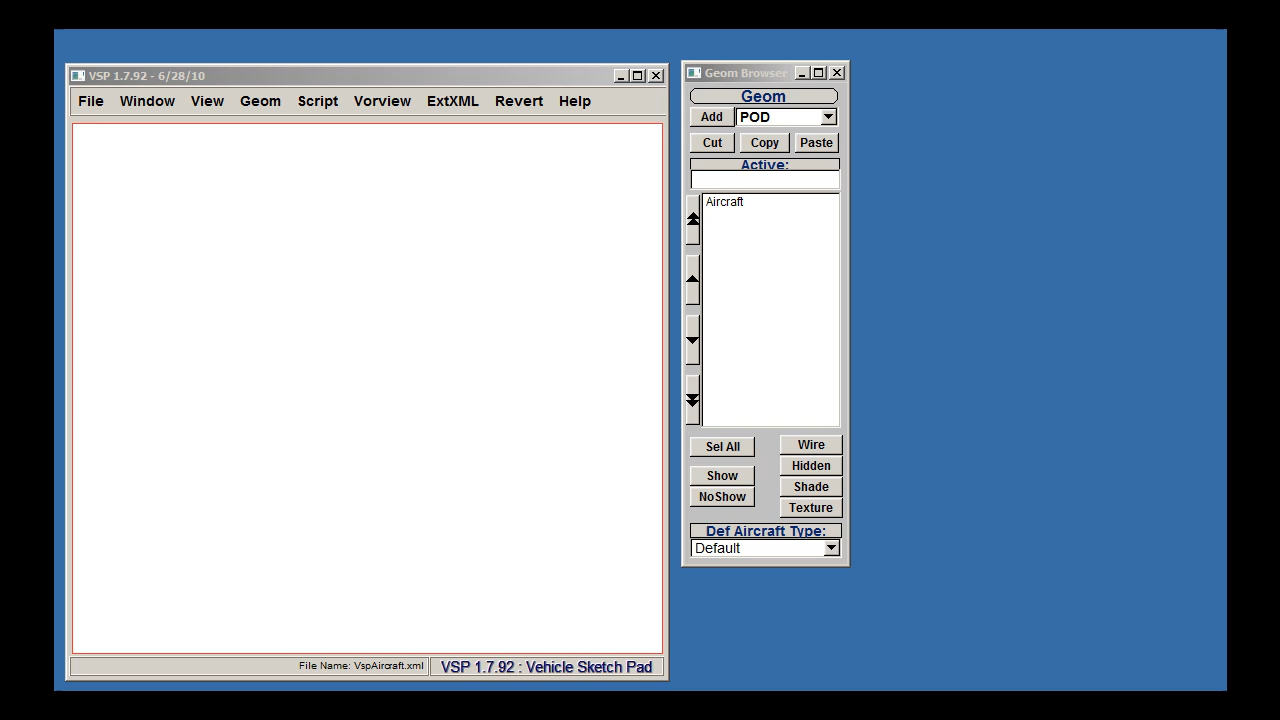 VSP 1.7.92 - 6/28/10
File Window View Geom Script Vorview ExtXML Revert Help
File Name: VspAircraft.xml
VSP 1.7.92 : Vehicle Sketch Pad
Geom Browser
Geom
Add POD
Cut Copy Paste
Active:
Aircraft
Sel All
Show
NoShow
Wire
Hidden
Shade
Texture
Def Aircraft Type:
Default